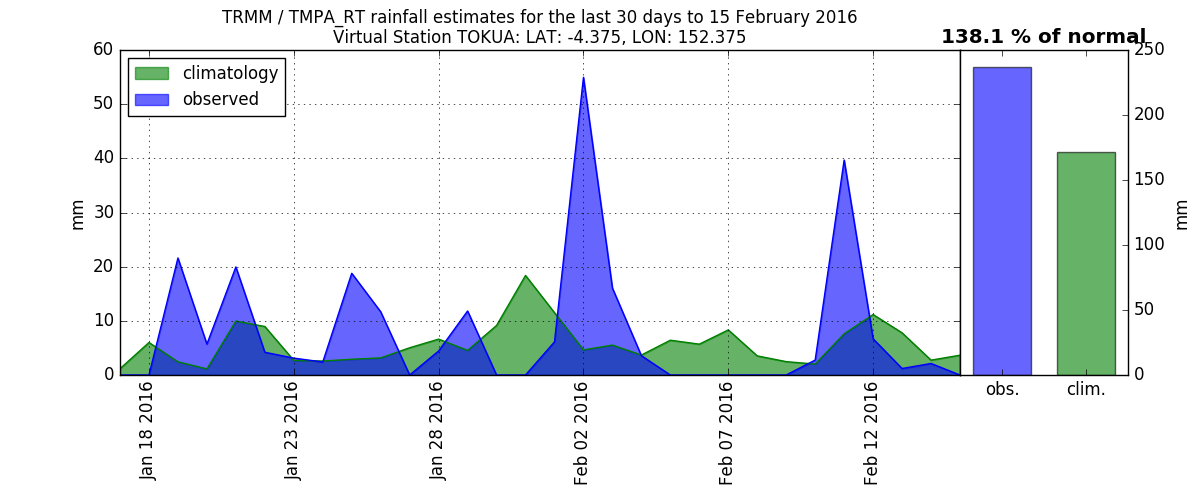 TRMM / TMPA_RT rainfall estimates for the last 30 days to 15 February 2016
Virtual Station TOKUA: LAT: -4.375, LON: 152.375
138.1 % of normal
climatology
observed
mm
60
50
40
30
20
10
0
Jan 18 2016
Jan 23 2016
Jan 28 2016
Feb 02 2016
Feb 07 2016
Feb 12 2016
250
200
150
100
50
0
mm
obs.
clim.